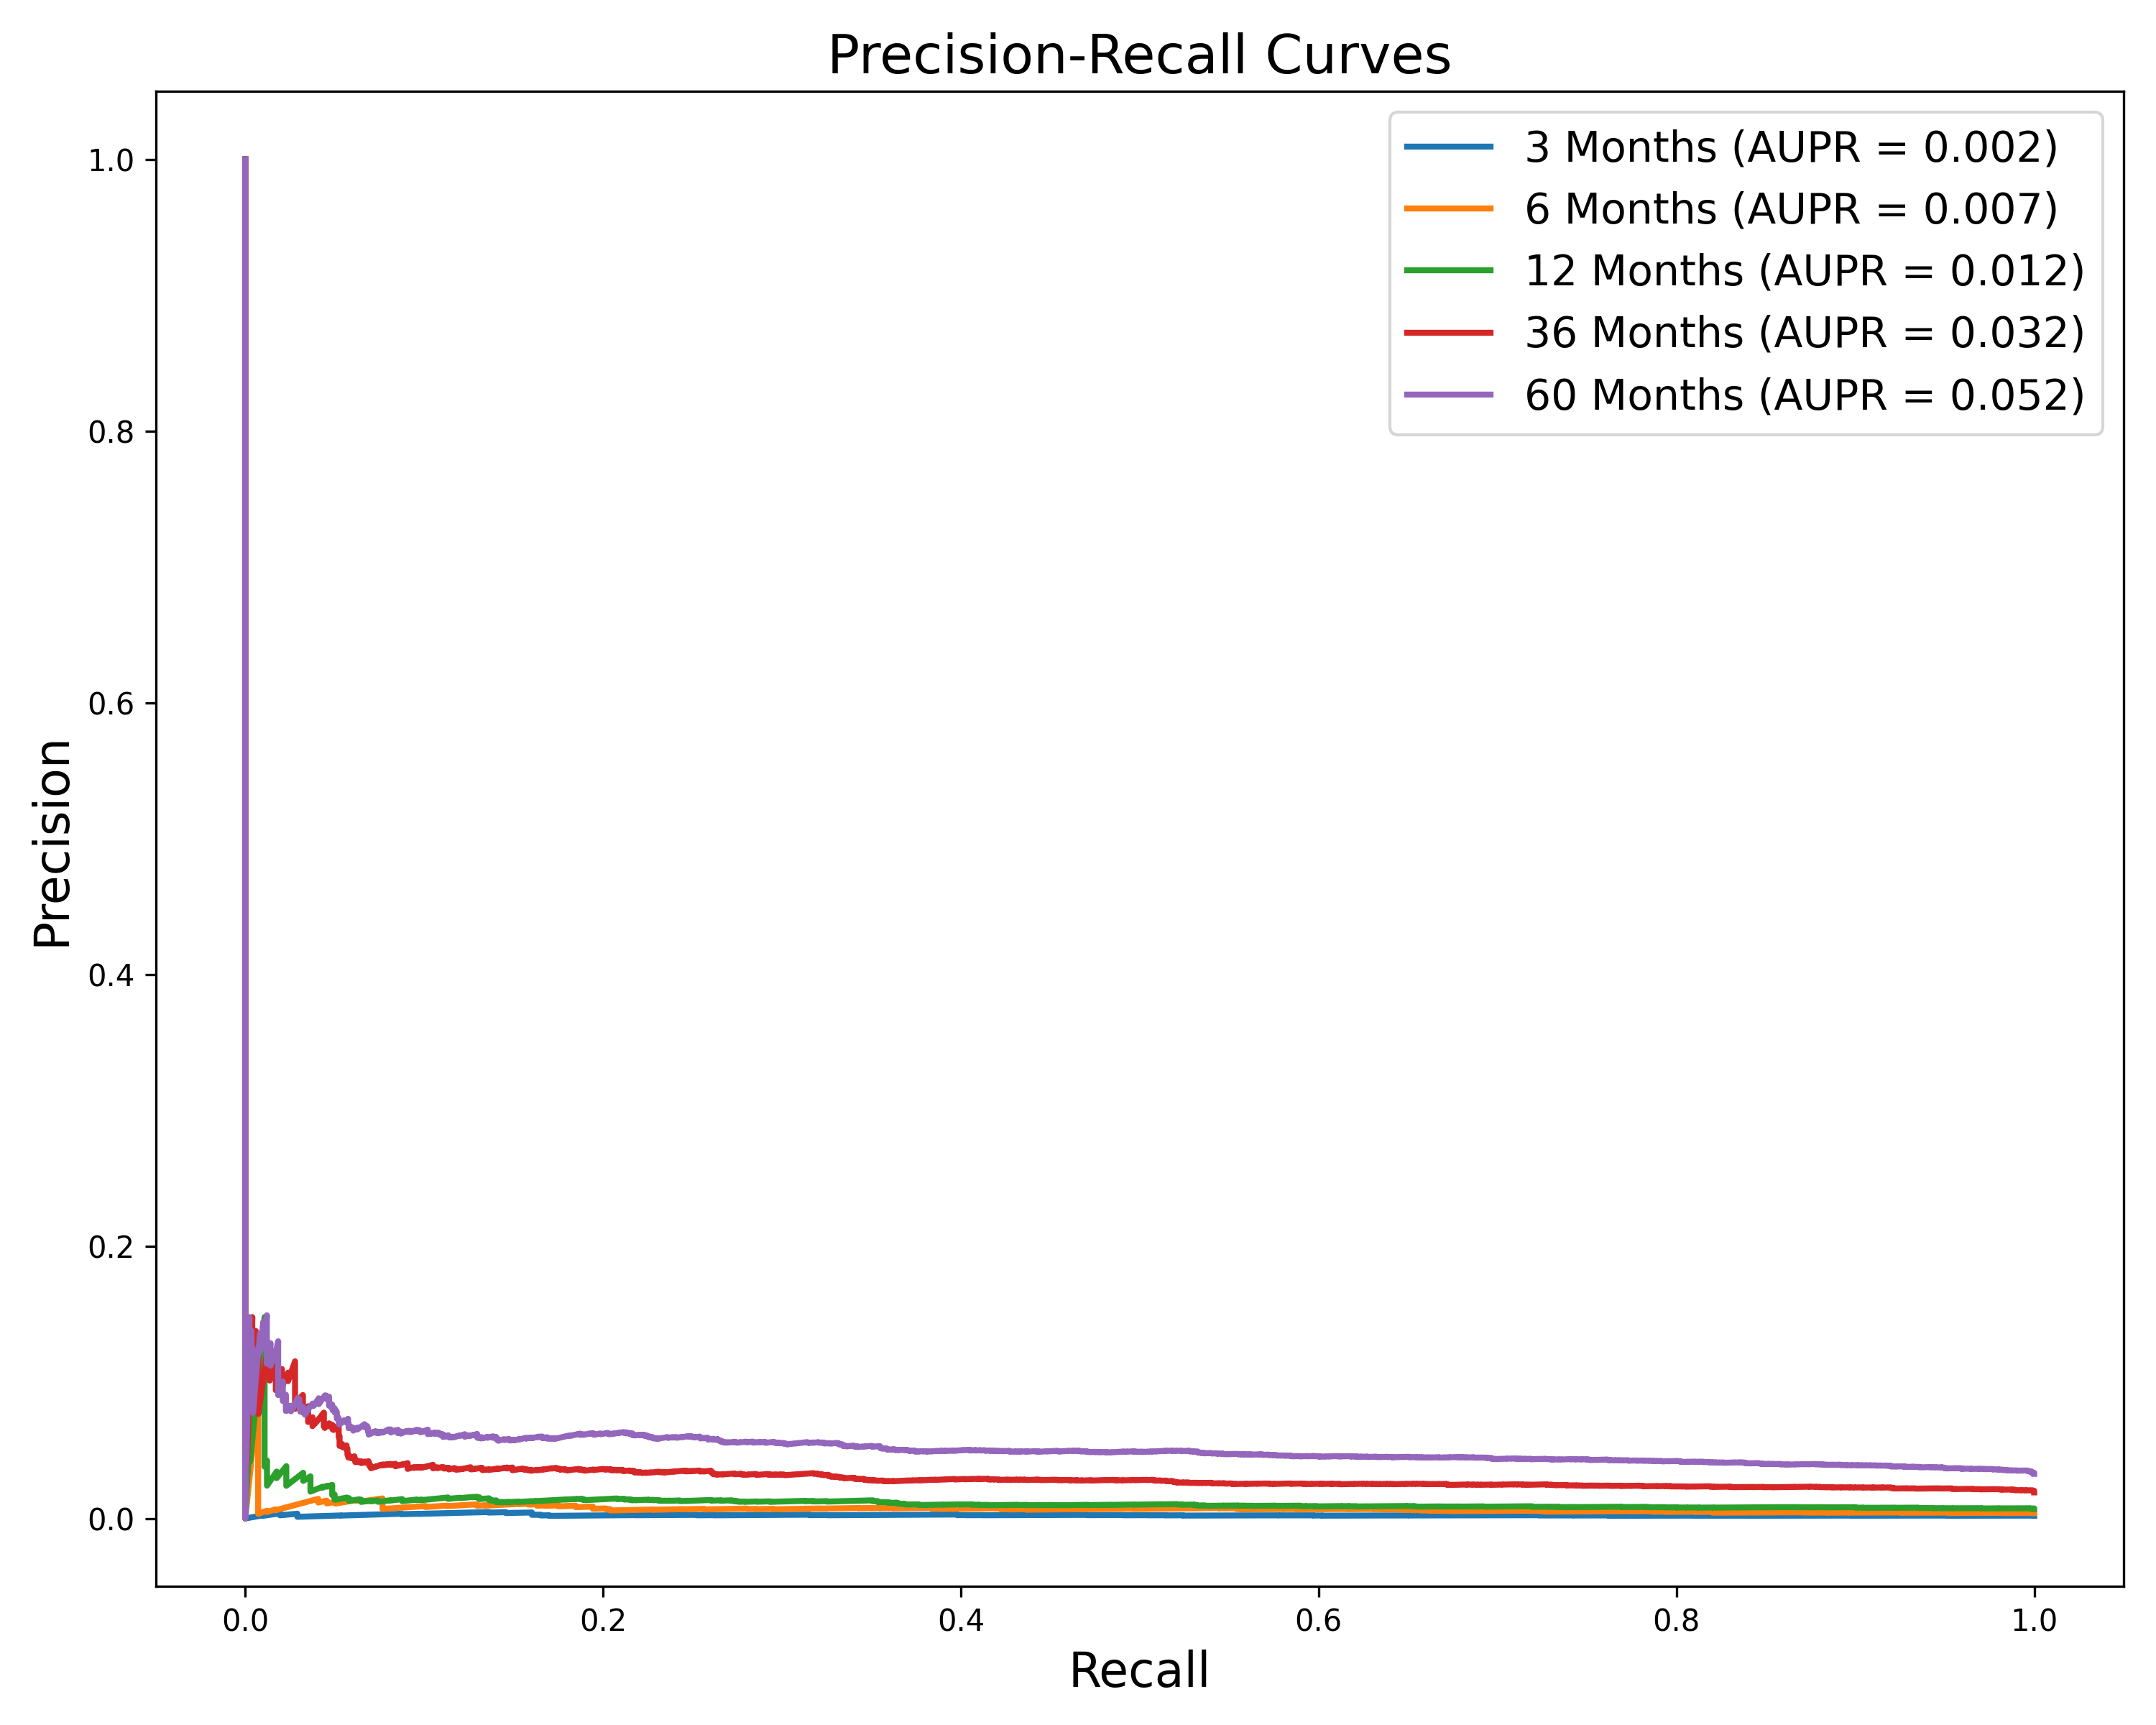 Precision-Recall Curves
3 Months (AUPR = 0.002)
6 Months (AUPR = 0.007)
12 Months (AUPR = 0.012)
36 Months (AUPR = 0.032)
60 Months (AUPR = 0.052)
Precision
1.0
0.8
0.6
0.4
0.2
0.0
0.0 0.2 0.4 0.6 0.8 1.0
Recall